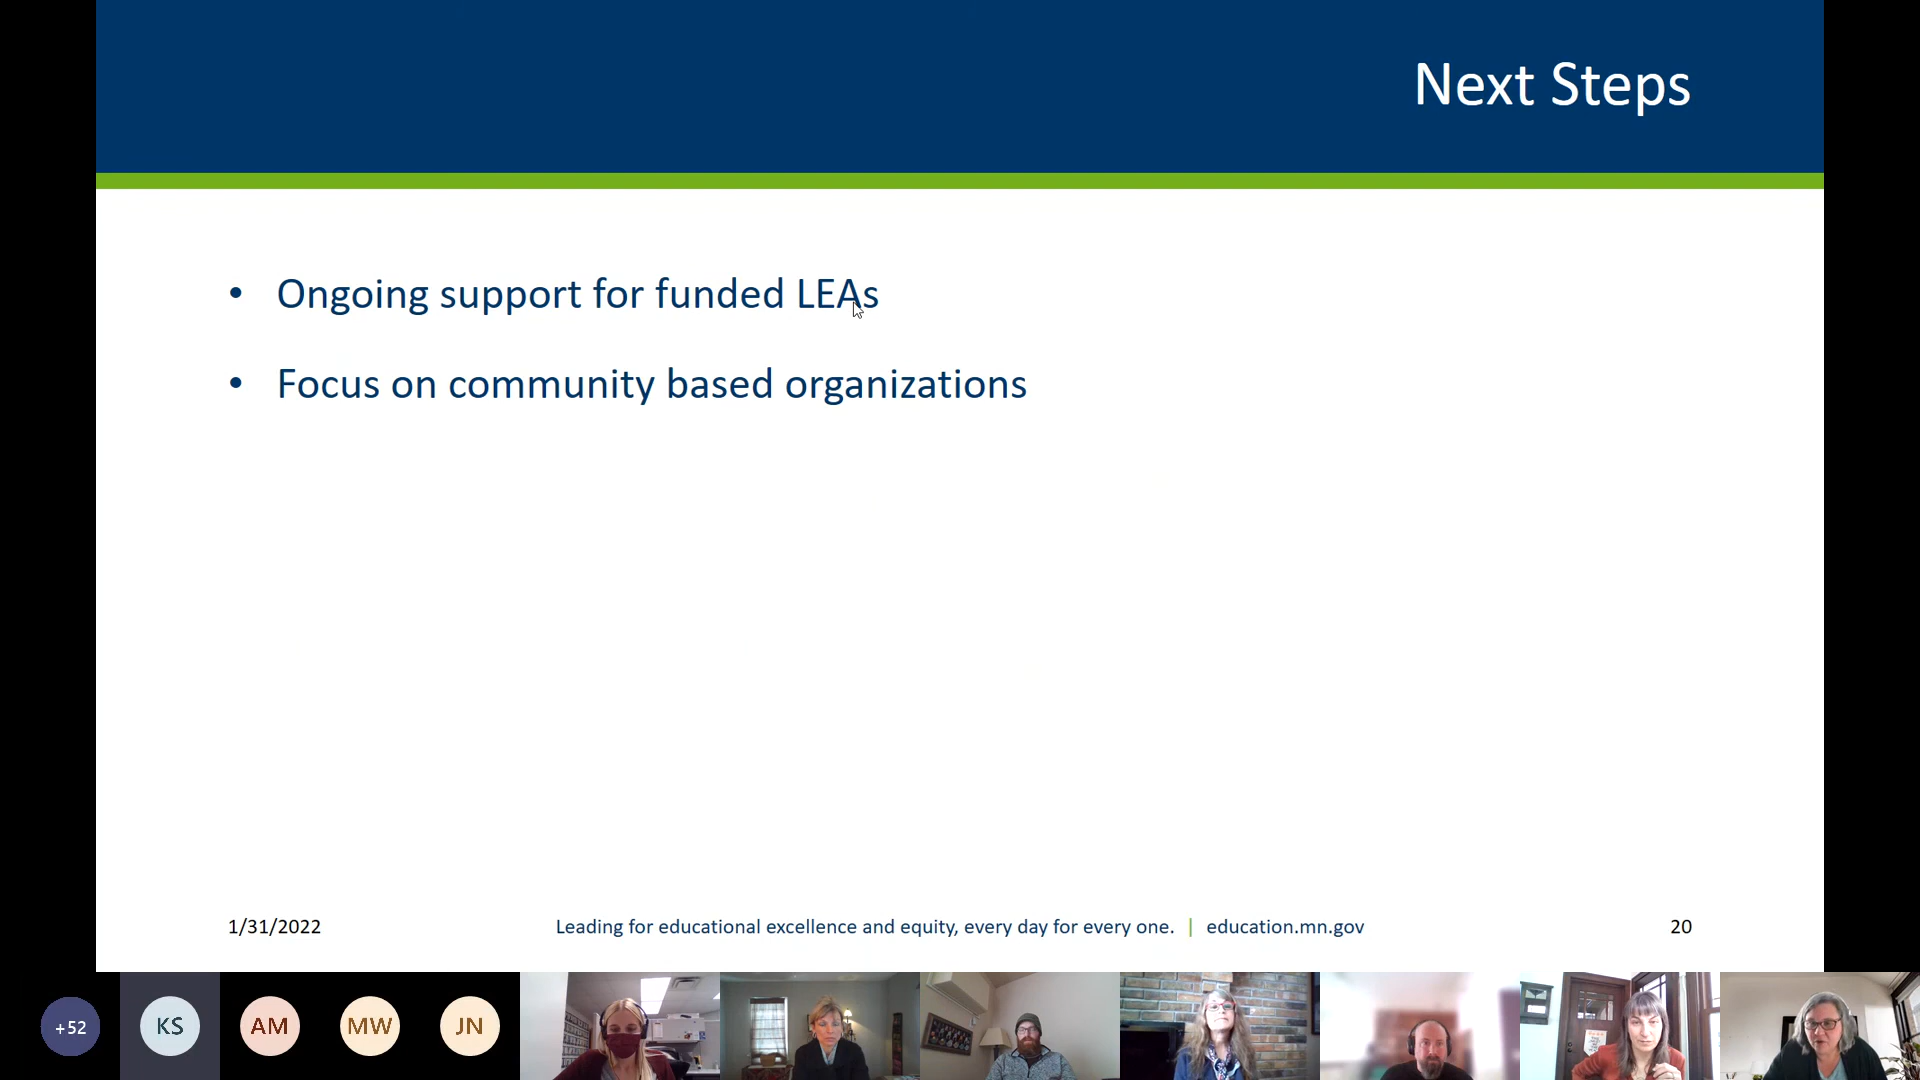 Next Steps
• Ongoing support for funded LEAs
• Focus on community based organizations
1/31/2022
Leading for educational excellence and equity, every day for every one. | education.mn.gov
20
+52
KS
AM
MW
JN